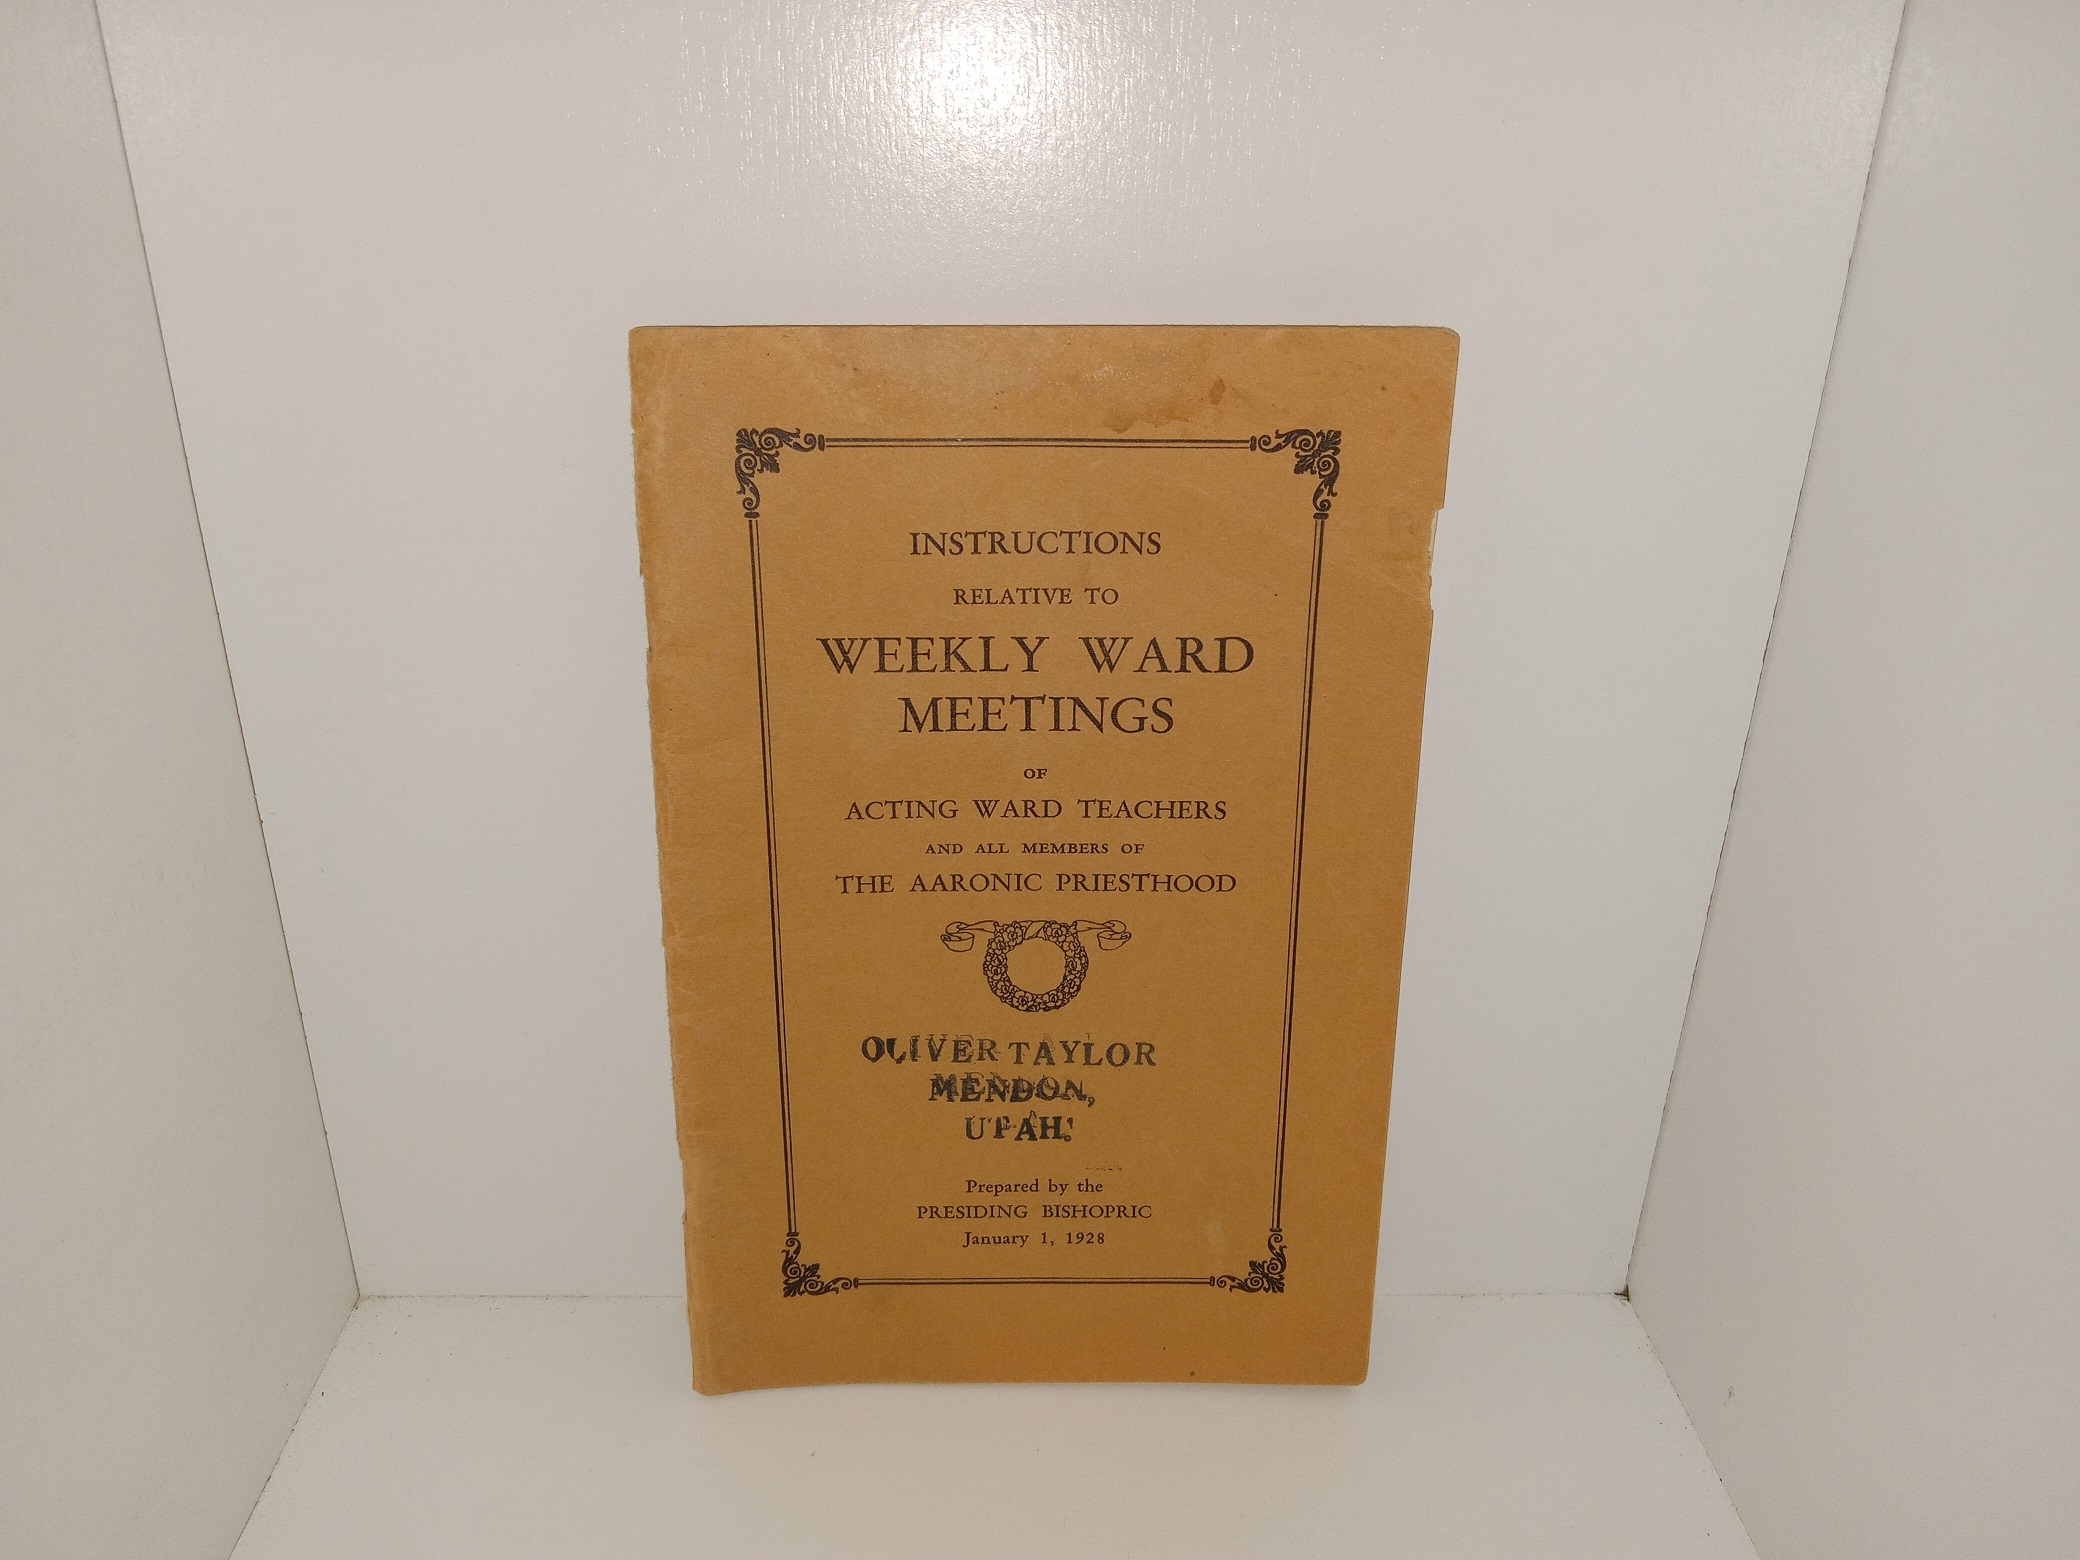 INSTRUCTIONS
RELATIVE TO
WEEKLY WARD
MEETINGS
OF
ACTING WARD TEACHERS
AND ALL MEMBERS OF
THE AARONIC PRIESTHOOD
OLIVER TAYLOR
MENDON,
UTAH.
Prepared by the
PRESIDING BISHOPRIC
January 1, 1928